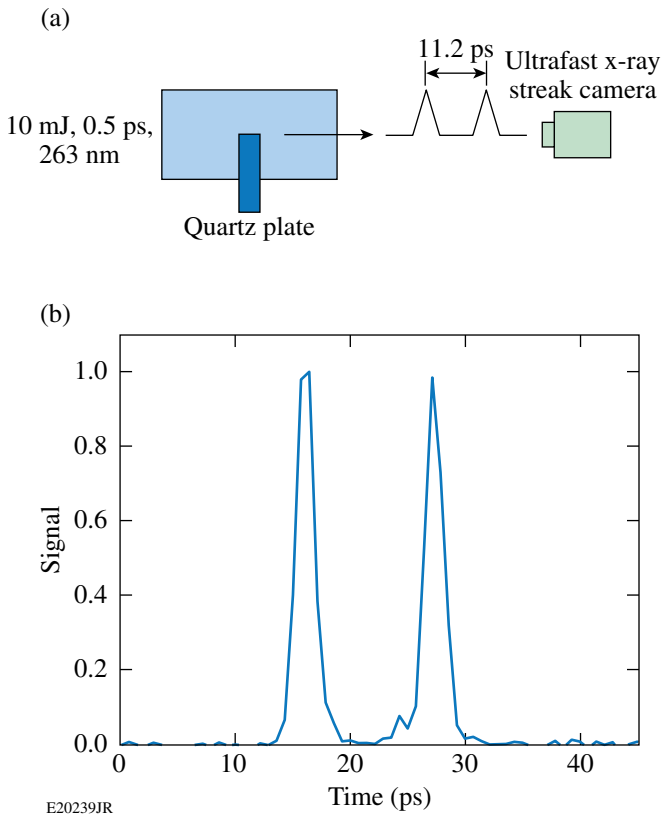 (a)
11.2 ps
Ultrafast x-ray
streak camera
10 mJ, 0.5 ps,
263 nm
Quartz plate
(b)
1.0
0.8
0.6
0.4
0.2
0.0
Signal
0 10 20 30 40
Time (ps)
E20239JR